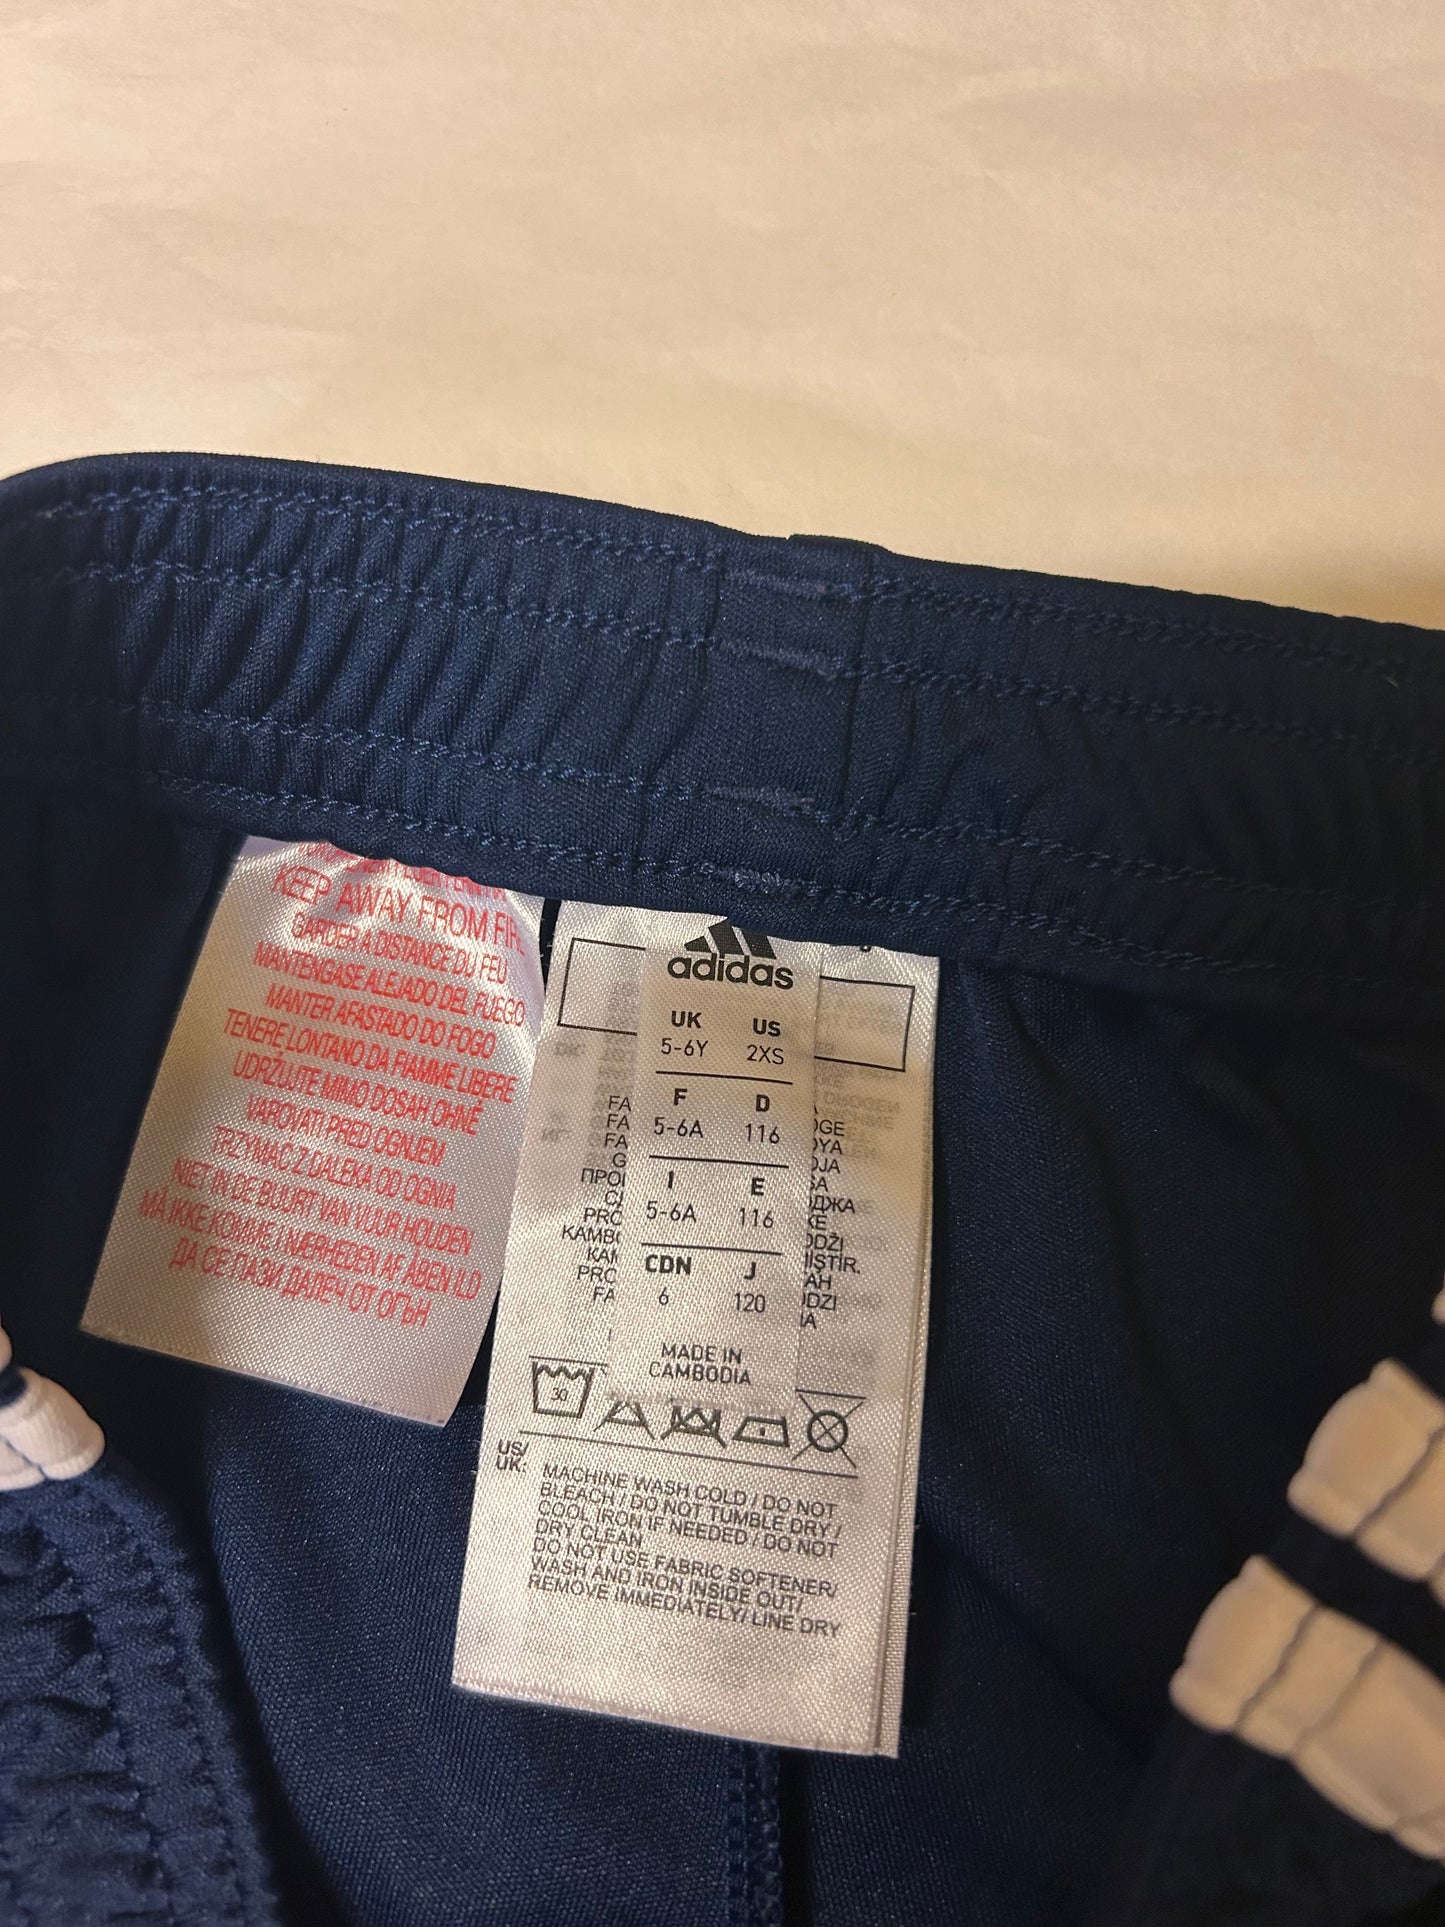 KEEP AWAY FROM FIRE
GARDER A DISTANCE DU FEU
MANTENGASE ALEJADO DEL FUEGO
MANTER AFASTADO DO FOGO
TENERE LONTANO DA FIAMME LIBERE
UDRŽUJTE MIMO DOSAH OHNĚ
VAROVATI PRED OGNJEM
TRZYMAC Z DALEKA OD OGNIA
NIET IN DE BUURT VAN VUUR HOUDEN
MÅ IKKE KOMME I NÆRHEDEN AF ÅBEN ILD
ДА СЕ ПАЗИ ДАЛЕЧ ОТ ОГЪН
adidas
UK US
5-6Y 2XS
F D
5-6A 116
I E
5-6A 116
CDN J
6 120
MADE IN
CAMBODIA
30
US/
UK:
MACHINE WASH COLD / DO NOT
BLEACH / DO NOT TUMBLE DRY /
COOL IRON IF NEEDED / DO NOT
DRY CLEAN
DO NOT USE FABRIC SOFTENER/
WASH AND IRON INSIDE OUT/
REMOVE IMMEDIATELY/ LINE DRY